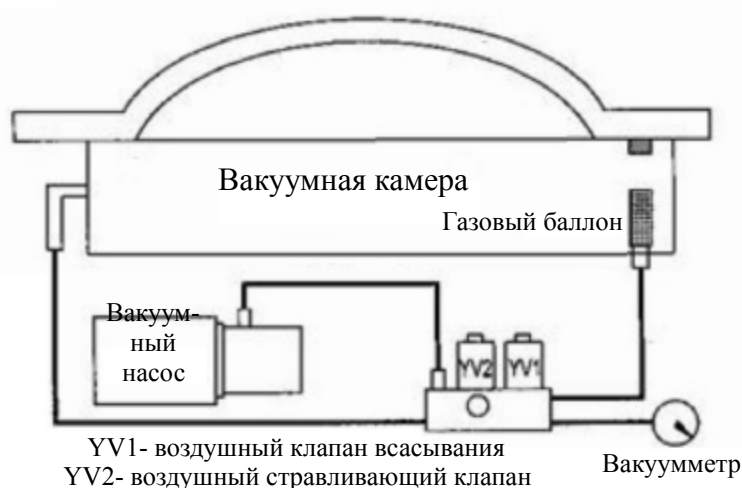 Вакуумная камера
Газовый баллон
Вакуум-
ный
насос
YV2 YV1
YV1- воздушный клапан всасывания
YV2- воздушный стравливающий клапан
Вакуумметр